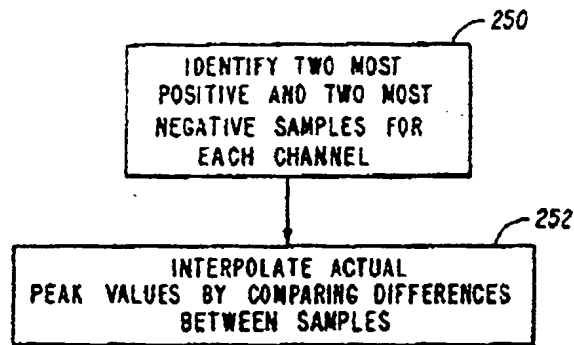 250
IDENTIFY TWO MOST
POSITIVE AND TWO MOST
NEGATIVE SAMPLES FOR
EACH CHANNEL
252
INTERPOLATE ACTUAL
PEAK VALUES BY COMPARING DIFFERENCES
BETWEEN SAMPLES